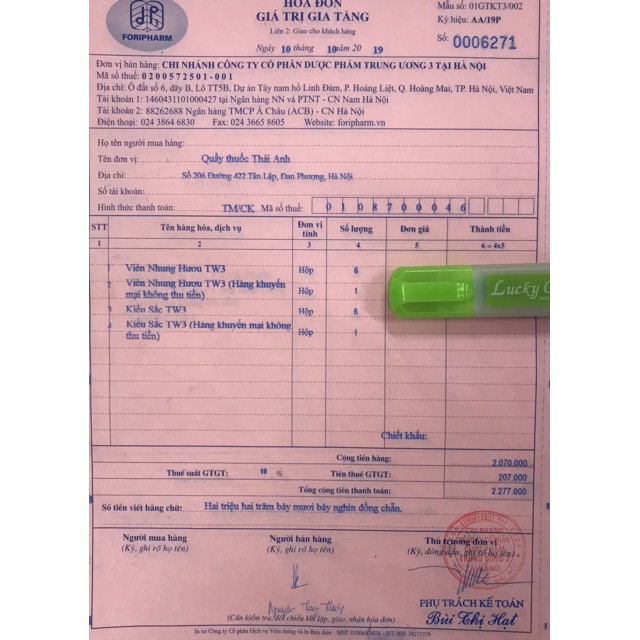 FORIPHARM
HÓA ĐƠN
GIÁ TRỊ GIA TĂNG
Liên 2: Giao cho khách hàng
Ngày 10 tháng 10 năm 20 19
Mẫu số: 01GTKT3/002
Ký hiệu: AA/19P
Số: 0006271
Đơn vị bán hàng: CHI NHÁNH CÔNG TY CỔ PHẦN DƯỢC PHẨM TRUNG ƯƠNG 3 TẠI HÀ NỘI
Mã số thuế: 0200572501-001
Địa chỉ: Ô đất số 6, dãy B, Lô TT5B, Dự án Tây nam hồ Linh Đàm, P. Hoàng Liệt, Q. Hoàng Mai, TP. Hà Nội, Việt Nam
Tài khoản 1: 1460431101000427 tại Ngân hàng NN và PTNT - CN Nam Hà Nội
Tài khoản 2: 88262688 Ngân hàng TMCP Á Châu (ACB) - CN Hà Nội
Điện thoại: 024 3864 6830 Fax: 024 3665 8605 Website: foripharm.vn
Họ tên người mua hàng:
Tên đơn vị: Quầy thuốc Thái Anh
Địa chỉ: Số 206 Đường 422 Tân Lập, Đan Phượng, Hà Nội
Số tài khoản:
Hình thức thanh toán: TM/CK Mã số thuế: 0108700046
STT Tên hàng hóa, dịch vụ Đơn vị tính Số lượng Đơn giá Thành tiền
1 2 3 4 5 6 = 4x5
1 Viên Nhung Hươu TW3 Hộp 6
Viên Nhung Hươu TW3 (Hàng khuyến Hộp 1
mại không thu tiền)
Kiều Sắc TW3 Hộp 6
Kiều Sắc TW3 (Hàng khuyến mại không Hộp 1
thu tiền)
Lucky
Chiết khấu:
Cộng tiền hàng: 2.070.000
Thuế suất GTGT: 10 % Tiền thuế GTGT: 207.000
Tổng cộng tiền thanh toán: 2.277.000
Số tiền viết bằng chữ: Hai triệu hai trăm bảy mươi bảy nghìn đồng chẵn.
Người mua hàng Người bán hàng Thủ trưởng đơn vị
(Ký, ghi rõ họ tên) (Ký, ghi rõ họ tên) (Ký, đóng dấu, ghi rõ họ tên)
PHỤ TRÁCH KẾ TOÁN
(Cần kiểm tra, đối chiếu khi lập, giao, nhận hóa đơn)
Bùi Thị Hạt